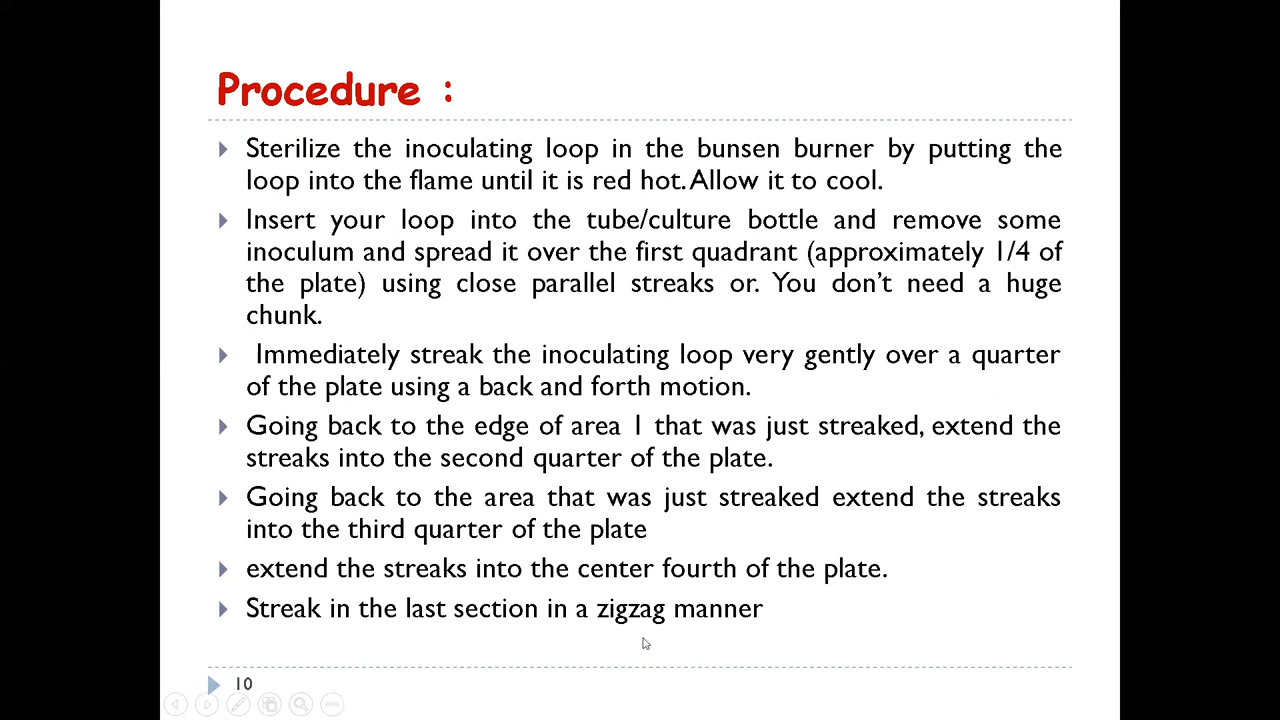 Procedure :
Sterilize the inoculating loop in the bunsen burner by putting the
loop into the flame until it is red hot. Allow it to cool.
Insert your loop into the tube/culture bottle and remove some
inoculum and spread it over the first quadrant (approximately 1/4 of
the plate) using close parallel streaks or. You don’t need a huge
chunk.
Immediately streak the inoculating loop very gently over a quarter
of the plate using a back and forth motion.
Going back to the edge of area 1 that was just streaked, extend the
streaks into the second quarter of the plate.
Going back to the area that was just streaked extend the streaks
into the third quarter of the plate
extend the streaks into the center fourth of the plate.
Streak in the last section in a zigzag manner
10